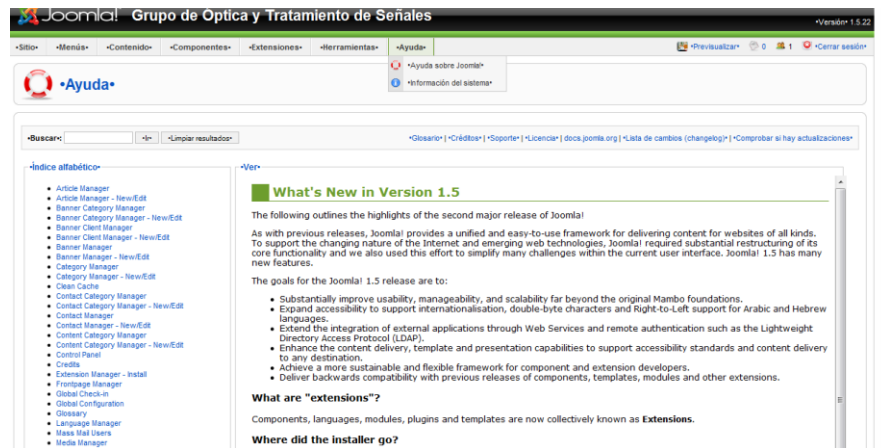 Joomla! Grupo de Óptica y Tratamiento de Señales
•Versión• 1.5.22
•Sitio• •Menús• •Contenido• •Componentes• •Extensiones• •Herramientas• •Ayuda• •Previsualizar• 0 1 •Cerrar sesión•
•Ayuda sobre Joomla!•
•Información del sistema•
•Ayuda•
•Buscar•: •Ir• •Limpiar resultados• •Glosario• | •Créditos• | •Soporte• | •Licencia• | docs.joomla.org | •Lista de cambios (changelog)• | •Comprobar si hay actualizaciones•
•Índice alfabético•
Article Manager
Article Manager - New/Edit
Banner Category Manager
Banner Category Manager - New/Edit
Banner Client Manager
Banner Client Manager - New/Edit
Banner Manager
Banner Manager - New/Edit
Category Manager
Category Manager - New/Edit
Clean Cache
Contact Category Manager
Contact Category Manager - New/Edit
Contact Manager
Contact Manager - New/Edit
Content Category Manager
Content Category Manager - New/Edit
Control Panel
Credits
Extension Manager - Install
Frontpage Manager
Global Check-in
Global Configuration
Glossary
Language Manager
Mass Mail Users
Media Manager
•Ver•
What's New in Version 1.5
The following outlines the highlights of the second major release of Joomla!
As with previous releases, Joomla! provides a unified and easy-to-use framework for delivering content for websites of all kinds.
To support the changing nature of the Internet and emerging web technologies, Joomla! required substantial restructuring of its
core functionality and we also used this effort to simplify many challenges within the current user interface. Joomla! 1.5 has many
new features.
The goals for the Joomla! 1.5 release are to:
• Substantially improve usability, manageability, and scalability far beyond the original Mambo foundations.
• Expand accessibility to support internationalisation, double-byte characters and Right-to-Left support for Arabic and Hebrew
languages.
• Extend the integration of external applications through Web Services and remote authentication such as the Lightweight
Directory Access Protocol (LDAP).
• Enhance the content delivery, template and presentation capabilities to support accessibility standards and content delivery
to any destination.
• Achieve a more sustainable and flexible framework for component and extension developers.
• Deliver backwards compatibility with previous releases of components, templates, modules and other extensions.
What are "extensions"?
Components, languages, modules, plugins and templates are now collectively known as Extensions.
Where did the installer go?